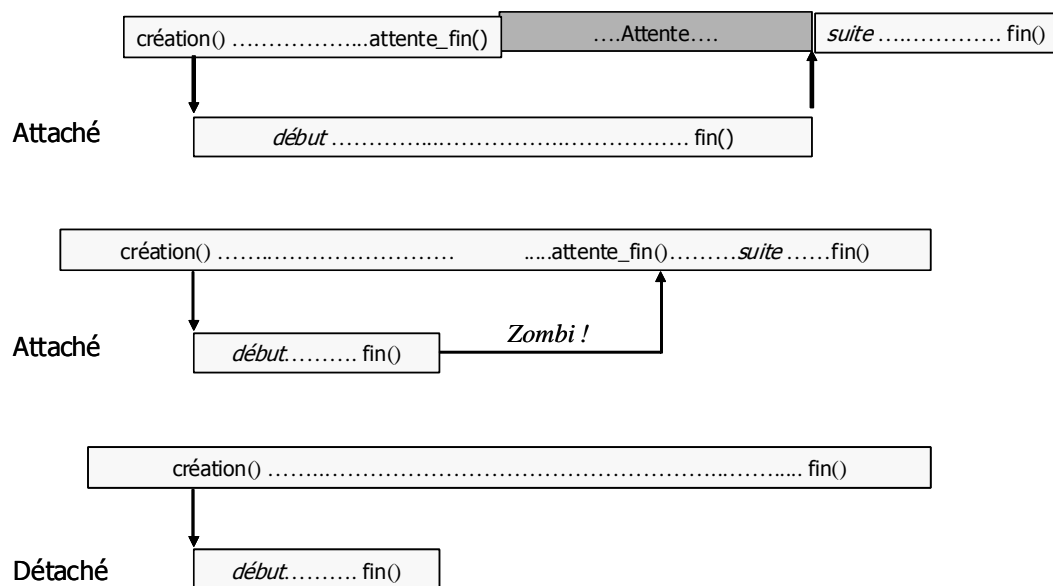 création() ………………...attente_fin() ….Attente…. suite ….………… fin()
Attaché
début …………....……………..……………… fin()
création() ……..…………………… .....attente_fin()………suite ……fin()
Attaché
début………. fin()
Zombi !
création() ……..……………………………………………..……….... fin()
Détaché
début………. fin()